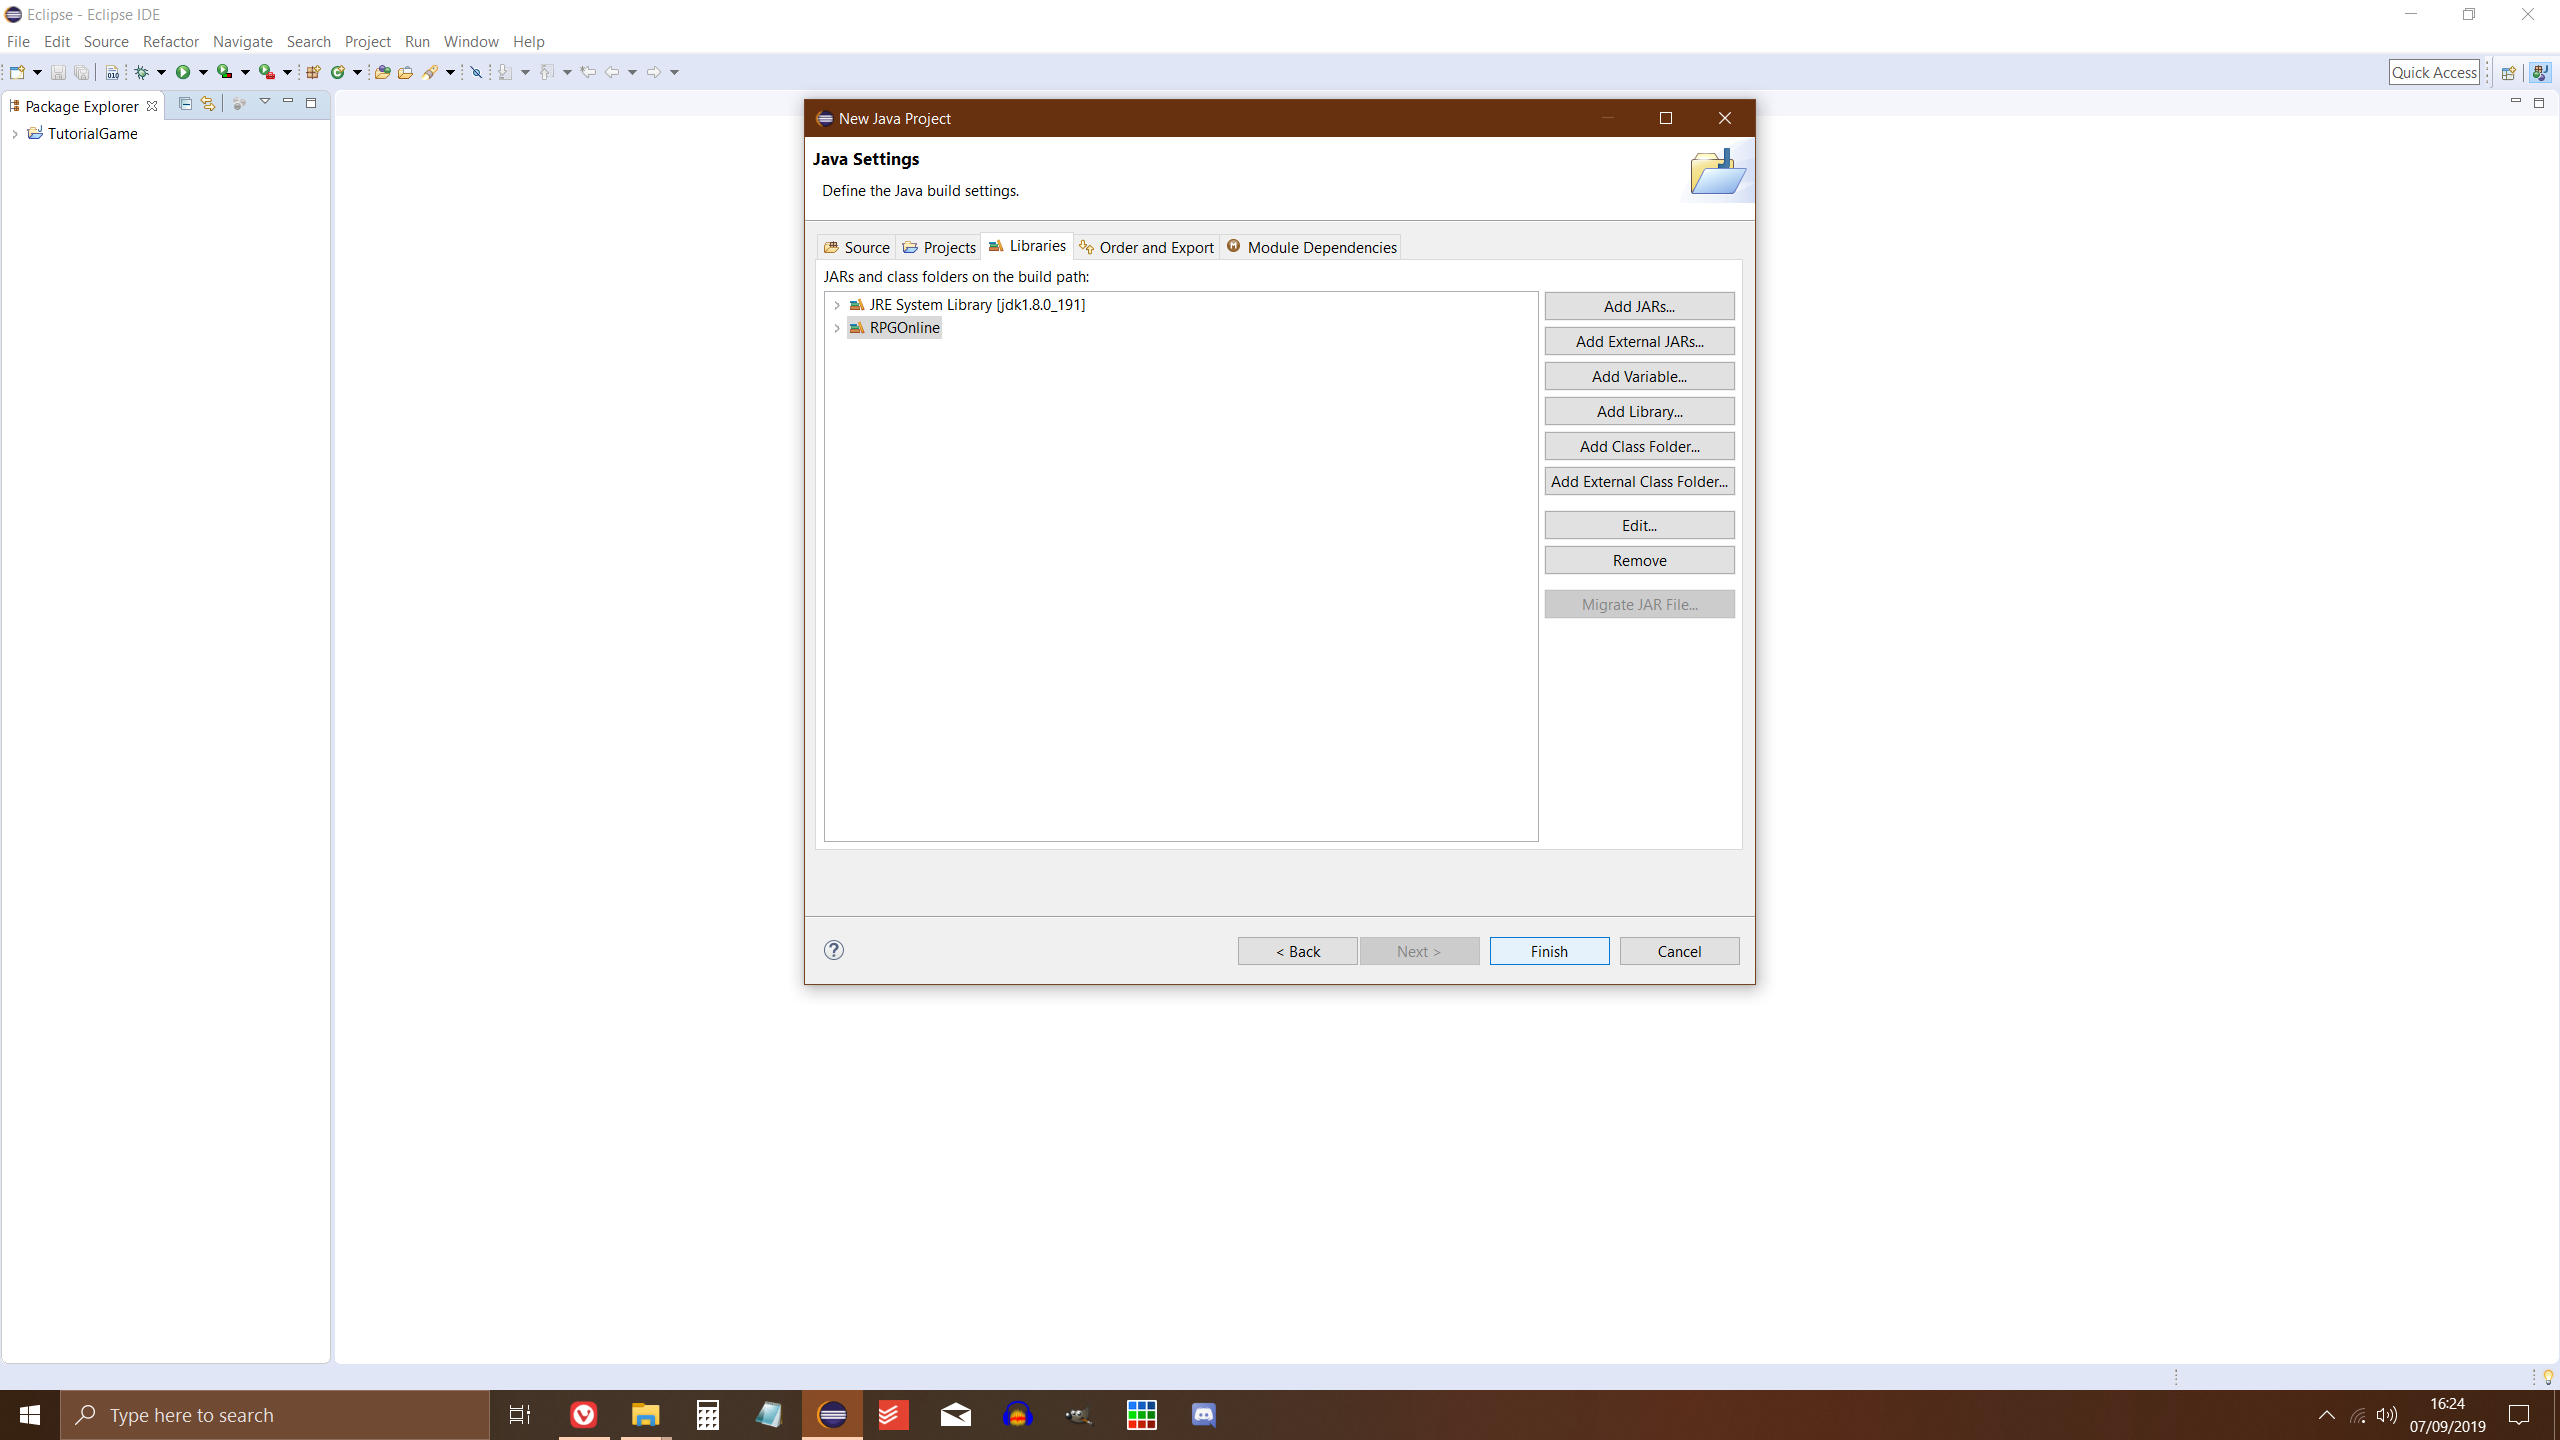 Eclipse - Eclipse IDE
File Edit Source Refactor Navigate Search Project Run Window Help
Quick Access
Package Explorer
TutorialGame
New Java Project
Java Settings
Define the Java build settings.
Source Projects Libraries Order and Export Module Dependencies
JARs and class folders on the build path:
JRE System Library [jdk1.8.0_191]
RPGOnline
Add JARs...
Add External JARs...
Add Variable...
Add Library...
Add Class Folder...
Add External Class Folder...
Edit...
Remove
Migrate JAR File...
< Back Next > Finish Cancel
Type here to search
16:24
07/09/2019